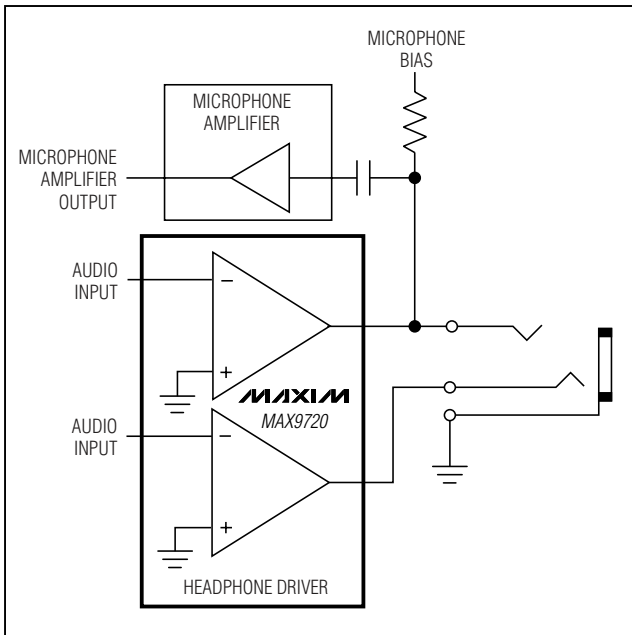 MICROPHONE
BIAS
MICROPHONE
AMPLIFIER
MICROPHONE
AMPLIFIER
OUTPUT
AUDIO
INPUT
−
+
MAXIM
MAX9720
AUDIO
INPUT
−
+
HEADPHONE DRIVER